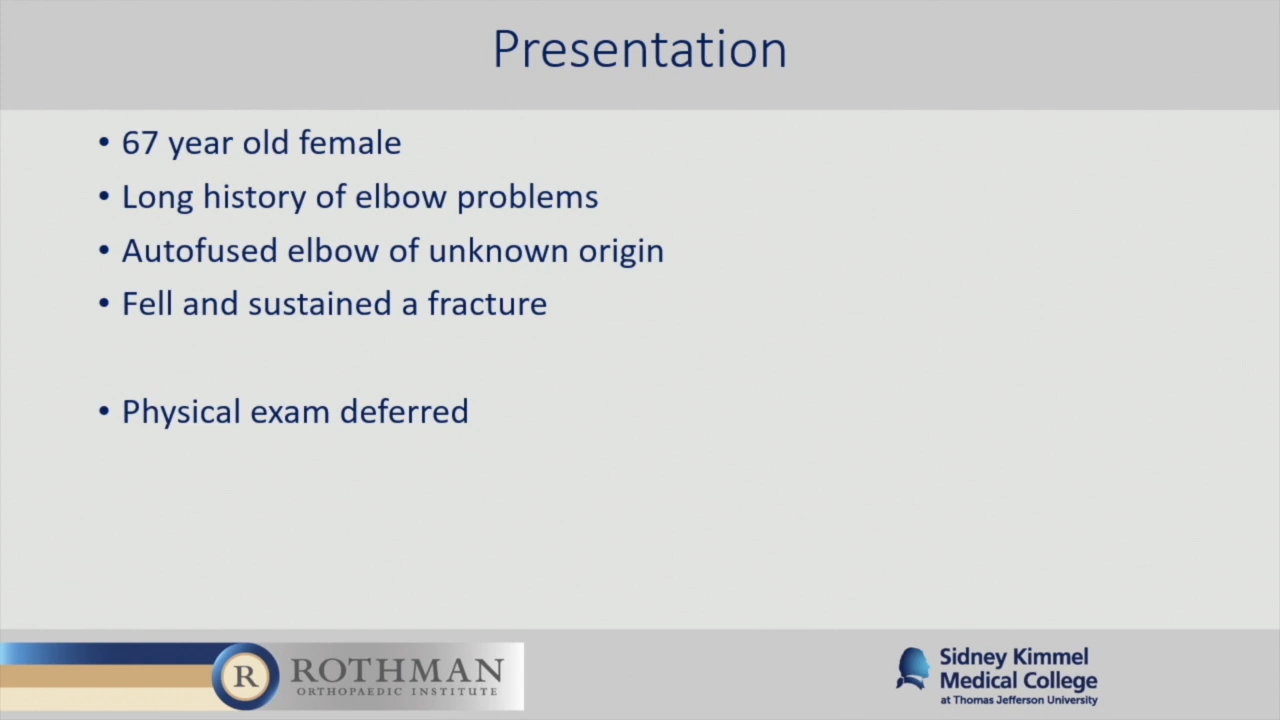 Presentation
• 67 year old female
• Long history of elbow problems
• Autofused elbow of unknown origin
• Fell and sustained a fracture
• Physical exam deferred
R
ROTHMAN
ORTHOPAEDIC INSTITUTE
Sidney Kimmel
Medical College
at Thomas Jefferson University